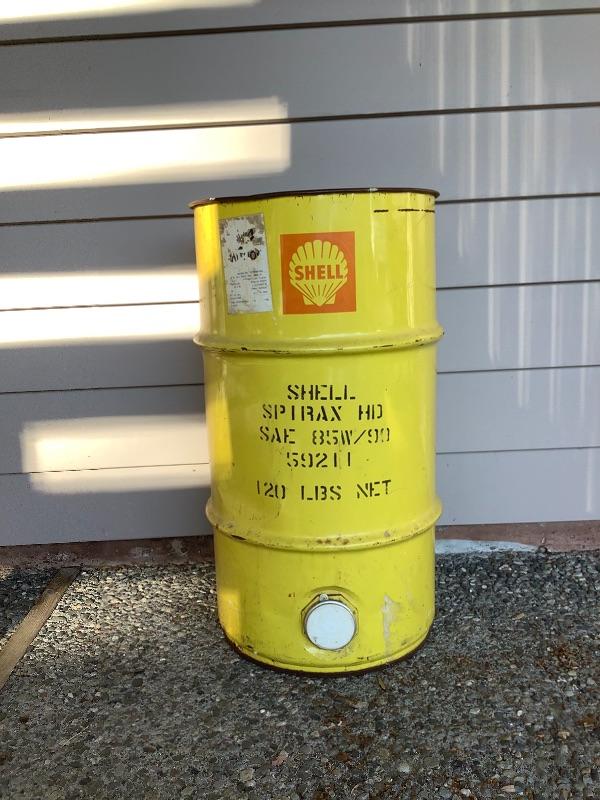 SHELL
SHELL
SPIRAX HD
SAE 85W/90
59211
120 LBS NET